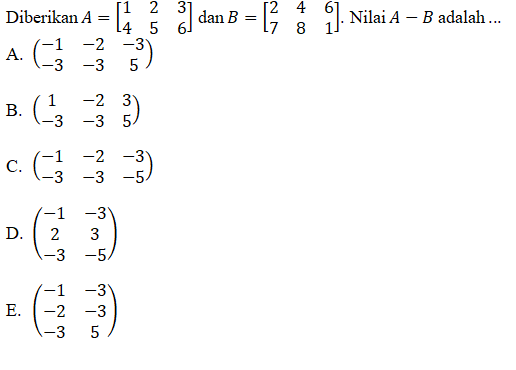 Diberikan A = [1 2 3; 4 5 6] dan B = [2 4 6; 7 8 1]. Nilai A − B adalah ...
A. (−1 −2 −3; −3 −3 5)
B. (1 −2 3; −3 −3 5)
C. (−1 −2 −3; −3 −3 −5)
D. (−1 −3; 2 3; −3 −5)
E. (−1 −3; −2 −3; −3 5)